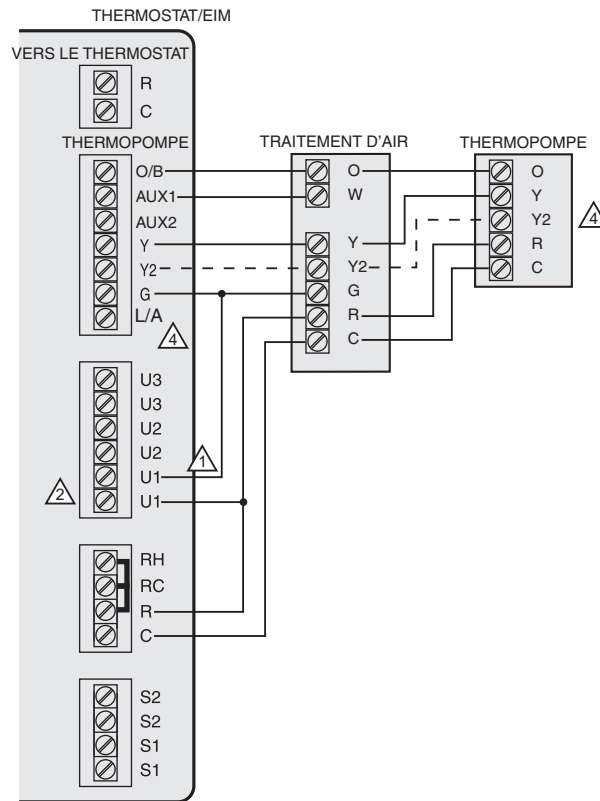 THERMOSTAT/EIM
VERS LE THERMOSTAT
R
C
THERMOPOMPE
O/B
AUX1
AUX2
Y
Y2
G
L/A
4
U3
U3
U2
U2
1
U1
2
U1
RH
RC
R
C
S2
S2
S1
S1
TRAITEMENT D'AIR
O
W
Y
Y2
G
R
C
THERMOPOMPE
O
Y
Y2
R
C
4